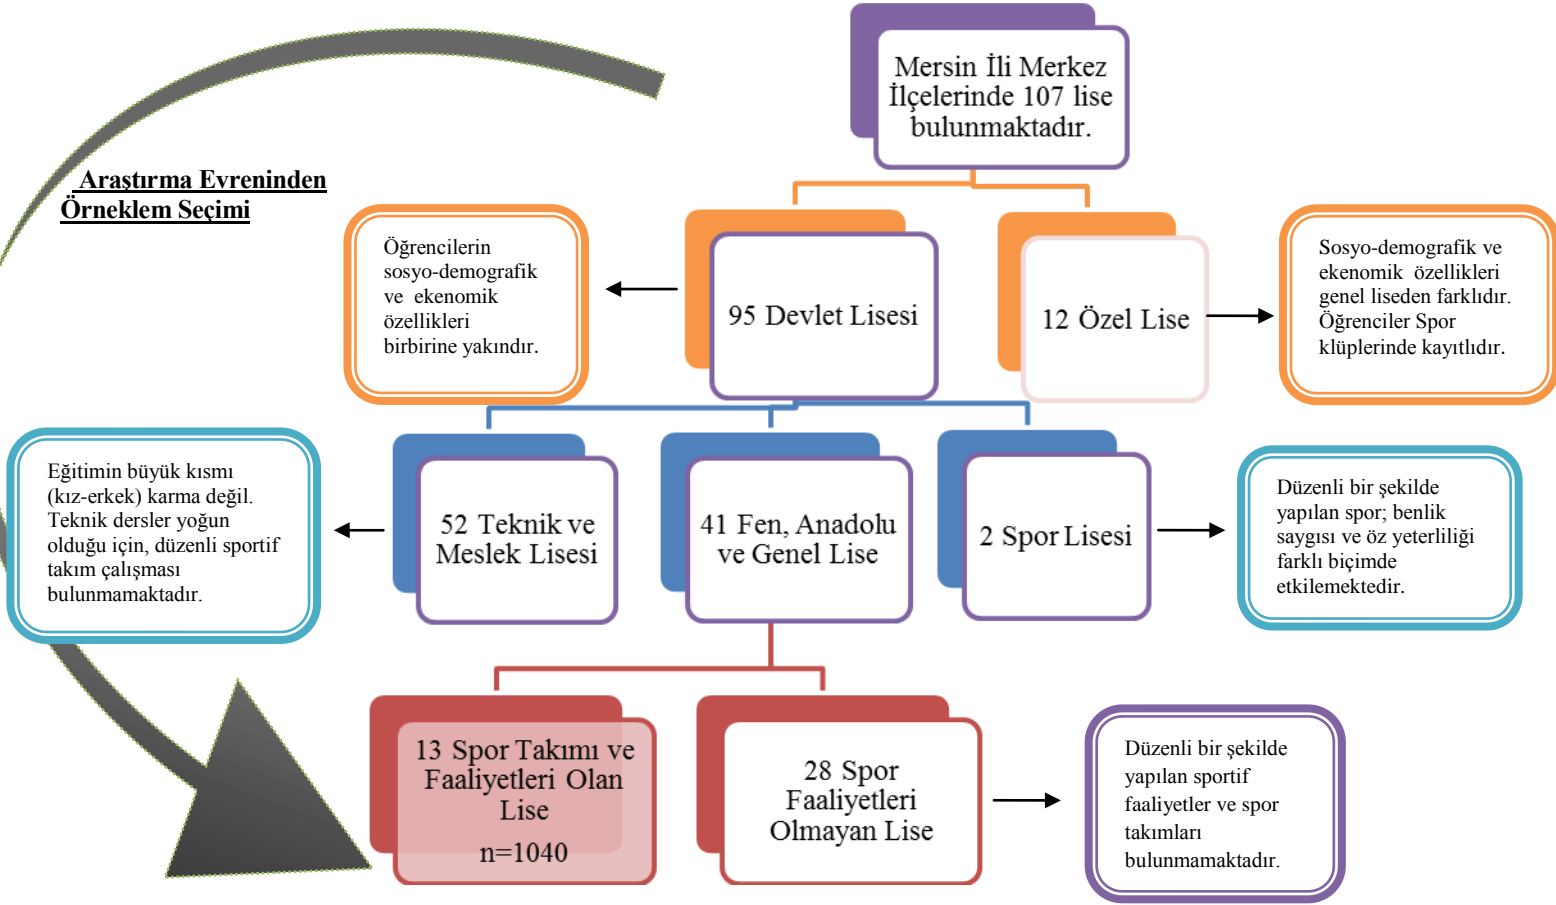 Mersin İli Merkez
İlçelerinde 107 lise
bulunmaktadır.
Araştırma Evreninden
Örneklem Seçimi
Öğrencilerin
sosyo-demografik
ve ekenomik
özellikleri
birbirine yakındır.
95 Devlet Lisesi
12 Özel Lise
Sosyo-demografik ve
ekenomik özellikleri
genel liseden farklıdır.
Öğrenciler Spor
klüplerinde kayıtlıdır.
Eğitimin büyük kısmı
(kız-erkek) karma değil.
Teknik dersler yoğun
olduğu için, düzenli sportif
takım çalışması
bulunmamaktadır.
52 Teknik ve
Meslek Lisesi
41 Fen, Anadolu
ve Genel Lise
2 Spor Lisesi
Düzenli bir şekilde
yapılan spor; benlik
saygısı ve öz yeterliliği
farklı biçimde
etkilemektedir.
13 Spor Takımı ve
Faaliyetleri Olan
Lise
n=1040
28 Spor
Faaliyetleri
Olmayan Lise
Düzenli bir şekilde
yapılan sportif
faaliyetler ve spor
takımları
bulunmamaktadır.